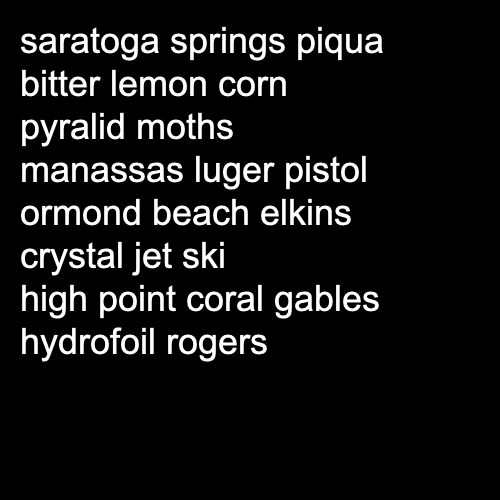 saratoga springs piqua
bitter lemon corn
pyralid moths
manassas luger pistol
ormond beach elkins
crystal jet ski
high point coral gables
hydrofoil rogers